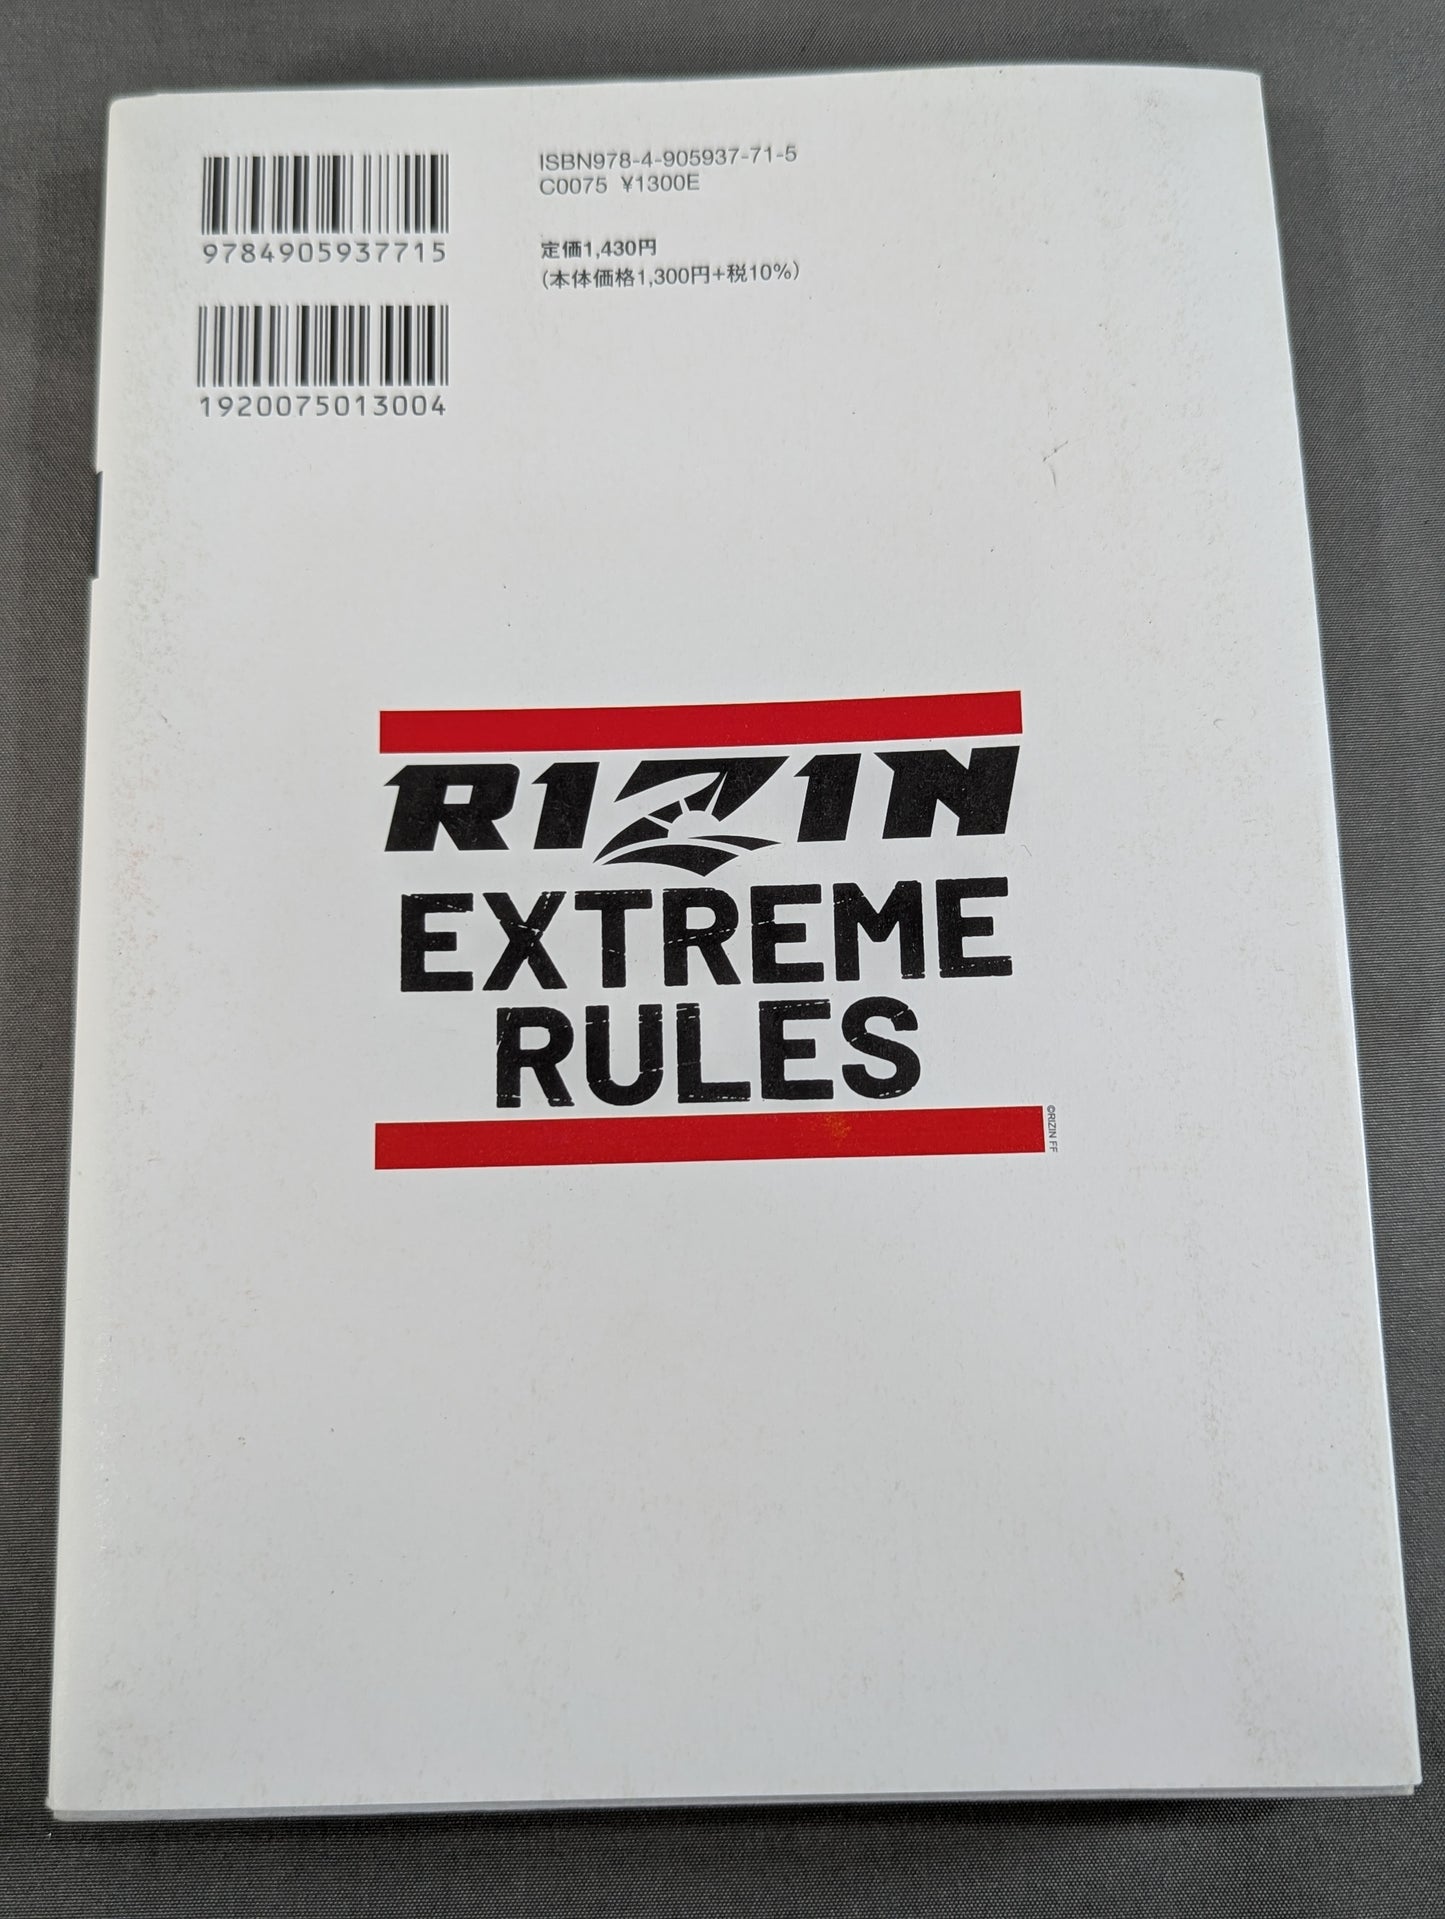 ISBN978-4-905937-71-5
C0075 ¥1300E
9784905937715
定価1,430円
(本体価格1,300円+税10%)
1920075013004
RIZIN
EXTREME
RULES
©RIZIN FF